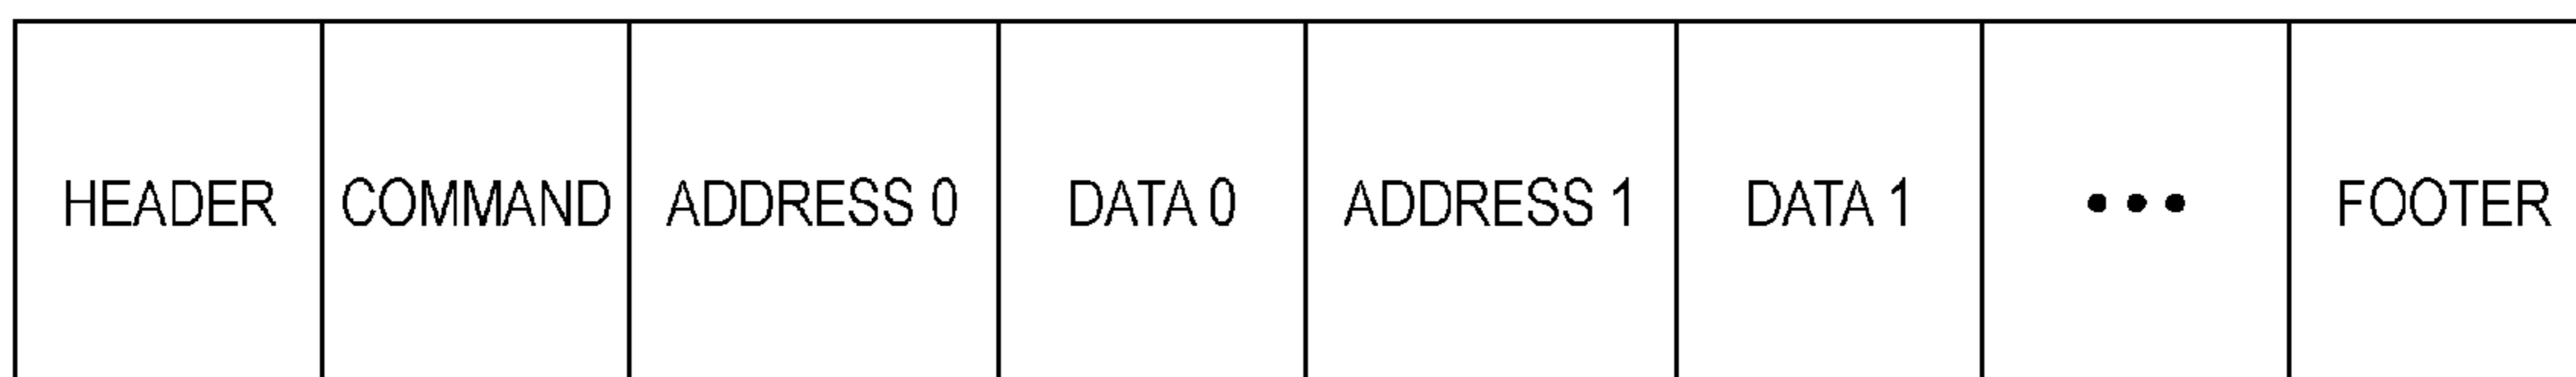 HEADER COMMAND ADDRESS 0 DATA 0 ADDRESS 1 DATA 1 ••• FOOTER